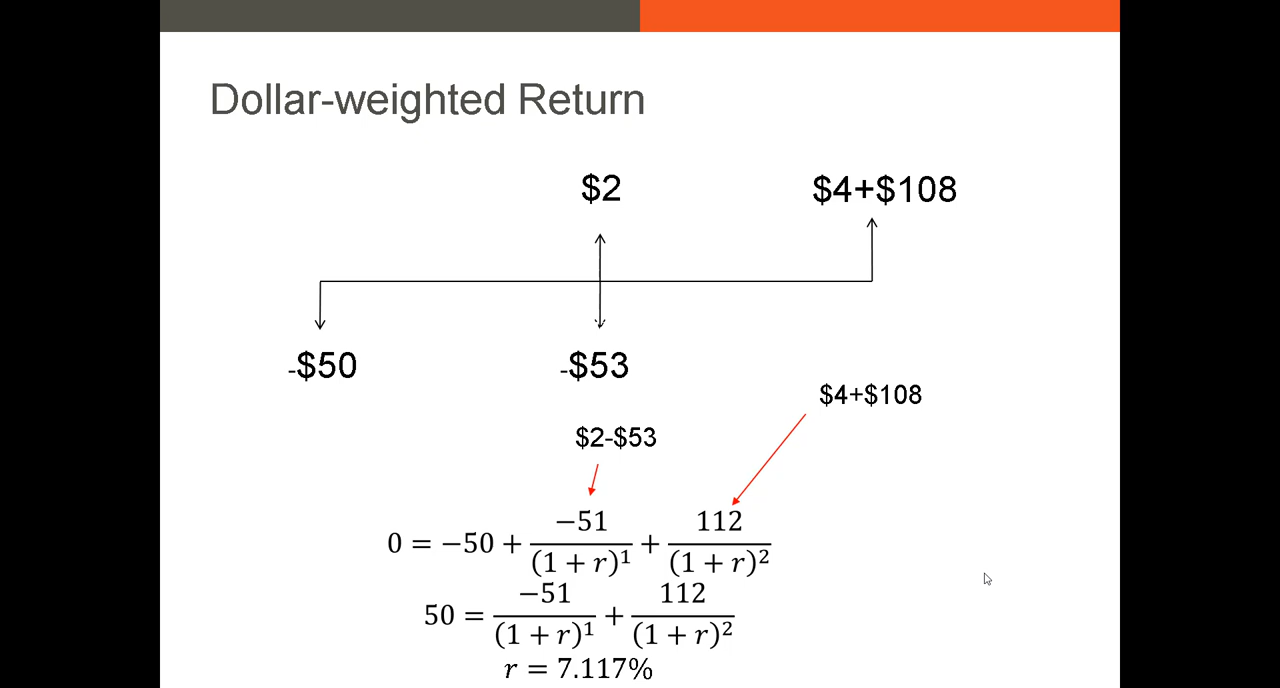 Dollar-weighted Return
$2 $4+$108
-$50 -$53
$4+$108
$2-$53
0 = −50 + −51/(1 + r)¹ + 112/(1 + r)²
50 = −51/(1 + r)¹ + 112/(1 + r)²
r = 7.117%